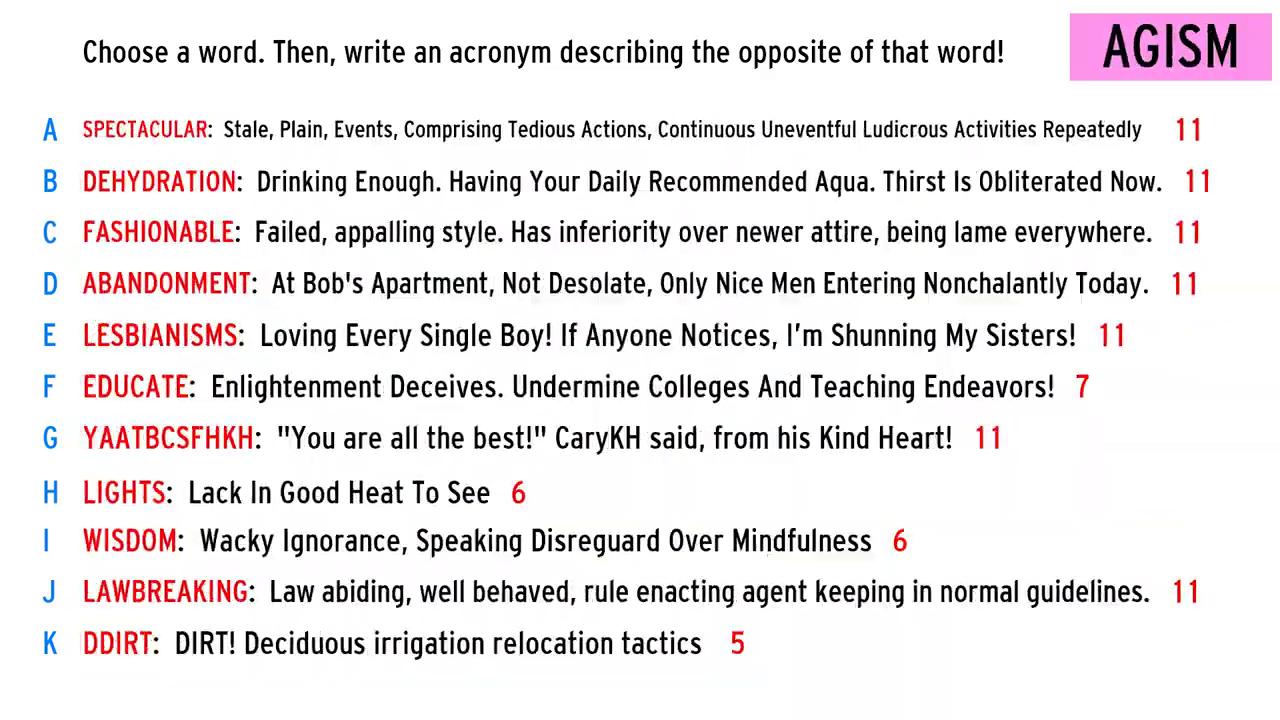 Choose a word. Then, write an acronym describing the opposite of that word!
AGISM
A SPECTACULAR: Stale, Plain, Events, Comprising Tedious Actions, Continuous Uneventful Ludicrous Activities Repeatedly 11
B DEHYDRATION: Drinking Enough. Having Your Daily Recommended Aqua. Thirst Is Obliterated Now. 11
C FASHIONABLE: Failed, appalling style. Has inferiority over newer attire, being lame everywhere. 11
D ABANDONMENT: At Bob's Apartment, Not Desolate, Only Nice Men Entering Nonchalantly Today. 11
E LESBIANISMS: Loving Every Single Boy! If Anyone Notices, I’m Shunning My Sisters! 11
F EDUCATE: Enlightenment Deceives. Undermine Colleges And Teaching Endeavors! 7
G YAATBCSFHKH: "You are all the best!" CaryKH said, from his Kind Heart! 11
H LIGHTS: Lack In Good Heat To See 6
I WISDOM: Wacky Ignorance, Speaking Disreguard Over Mindfulness 6
J LAWBREAKING: Law abiding, well behaved, rule enacting agent keeping in normal guidelines. 11
K DDIRT: DIRT! Deciduous irrigation relocation tactics 5